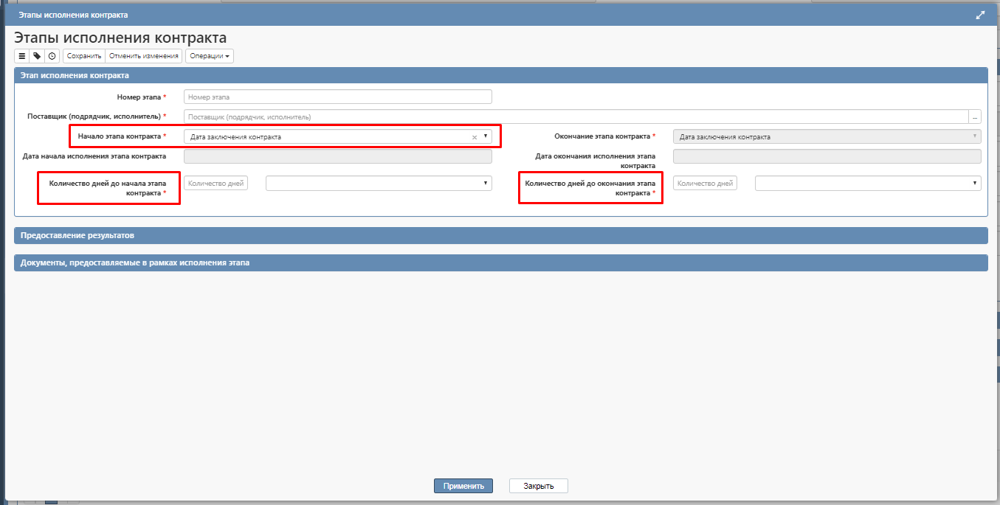 Этапы исполнения контракта
Этапы исполнения контракта
Сохранить Отменить изменения Операции
Этап исполнения контракта
Номер этапа * Номер этапа
Поставщик (подрядчик, исполнитель) * Поставщик (подрядчик, исполнитель) ...
Начало этапа контракта * Дата заключения контракта × Окончание этапа контракта * Дата заключения контракта
Дата начала исполнения этапа контракта Дата окончания исполнения этапа
контракта
Количество дней до начала этапа Количество дней Количество дней до окончания этапа Количество дней
контракта * контракта *
Предоставление результатов
Документы, предоставляемые в рамках исполнения этапа
Применить Закрыть